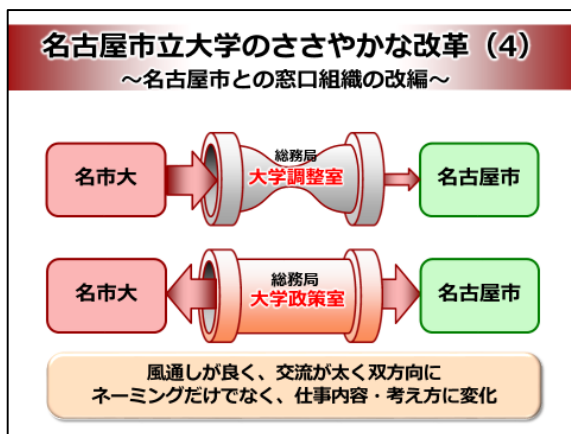 名古屋市立大学のささやかな改革（4）
～名古屋市との窓口組織の改編～
名市大
総務局
大学調整室
名古屋市
名市大
総務局
大学政策室
名古屋市
風通しが良く、交流が太く双方向に
ネーミングだけでなく、仕事内容・考え方に変化